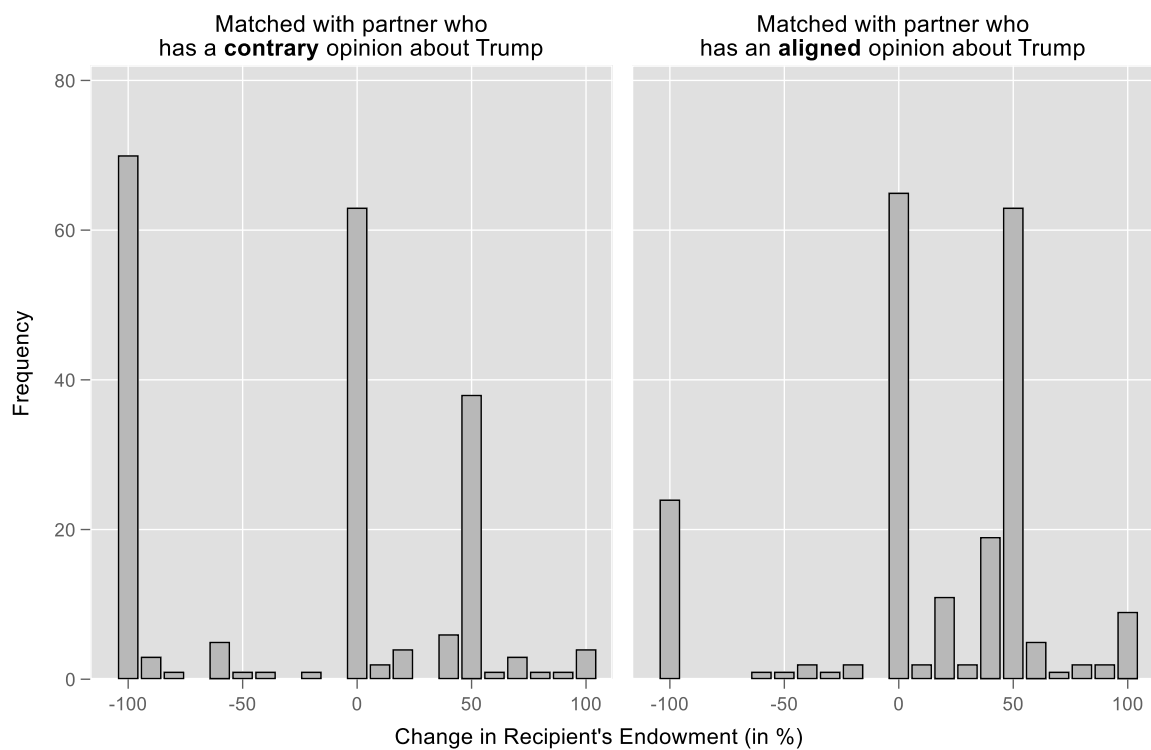 Matched with partner who
has a contrary opinion about Trump
Matched with partner who
has an aligned opinion about Trump
80
60
40
20
0
Frequency
-100
-50
0
50
100
-100
-50
0
50
100
Change in Recipient's Endowment (in %)